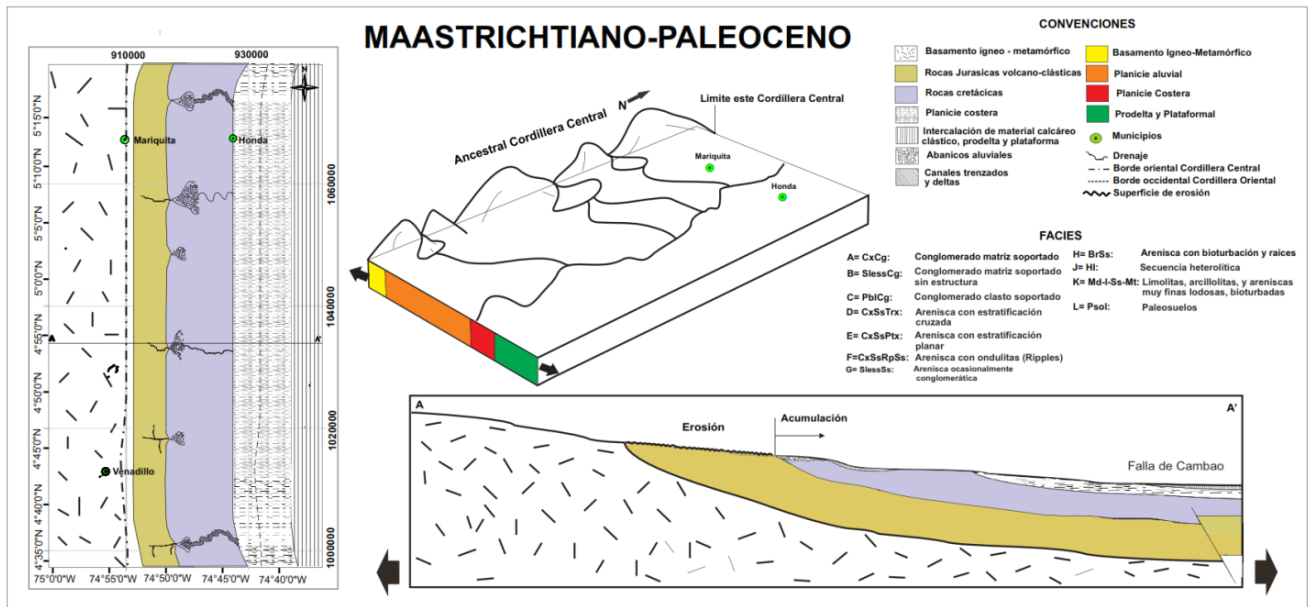 MAASTRICHTIANO-PALEOCENO
910000
930000
N
5°15'0"N
5°10'0"N
5°5'0"N
5°0'0"N
4°55'0"N
4°50'0"N
4°45'0"N
4°40'0"N
4°35'0"N
Mariquita
Honda
Venadillo
A
A'
1060000
1040000
1020000
1000000
75°0'0"W
74°55'0"W
74°50'0"W
74°45'0"W
74°40'0"W
Ancestral Cordillera Central
N
Limite este Cordillera Central
Mariquita
Honda
CONVENCIONES
Basamento ígneo - metamórfico
Rocas Jurasicas volcano-clásticas
Rocas cretácicas
Planicie costera
Intercalación de material calcáreo
clástico, prodelta y plataforma
Abanicos aluviales
Canales trenzados
y deltas
Basamento Igneo-Metamórfico
Planicie aluvial
Planicie Costera
Prodelta y Plataformal
Municipios
Drenaje
Borde oriental Cordillera Central
Borde occidental Cordillera Oriental
Superficie de erosión
FACIES
A= CxCg: Conglomerado matriz soportado
B= SlessCg: Conglomerado matriz soportado
sin estructura
C= PblCg: Conglomerado clasto soportado
D= CxSsTrx: Arenisca con estratificación
cruzada
E= CxSsPtx: Arenisca con estratificación
planar
F=CxSsRpSs: Arenisca con ondulitas (Ripples)
G= SlessSs: Arenisca ocasionalmente
conglomerática
H= BrSs: Arenisca con bioturbación y raíces
J= Hl: Secuencia heterolítica
K= Md-l-Ss-Mt: Limolitas, arcillolitas, y areniscas
muy finas lodosas, bioturbadas
L= Psol: Paleosuelos
A
A'
Erosión
Acumulación
Falla de Cambao